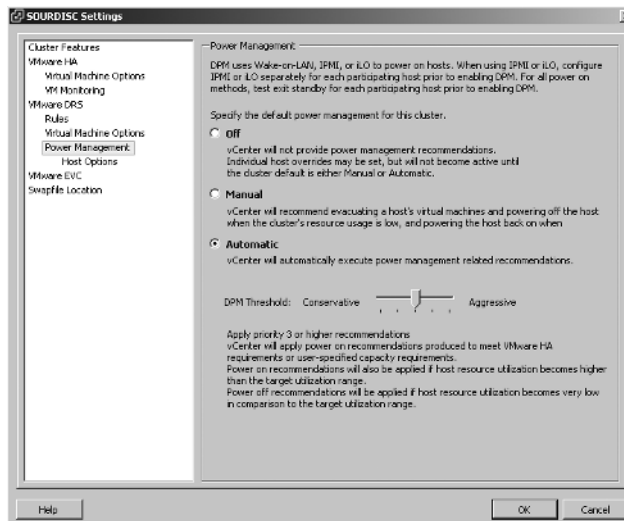 SOURDISC Settings
Cluster Features
VMware HA
Virtual Machine Options
VM Monitoring
VMware DRS
Rules
Virtual Machine Options
Power Management
Host Options
VMware EVC
Swapfile Location
Power Management
DPM uses Wake-on-LAN, IPMI, or iLO to power on hosts. When using IPMI or iLO, configure
IPMI or iLO separately for each participating host prior to enabling DPM. For all power on
methods, test exit standby for each participating host prior to enabling DPM.
Specify the default power management for this cluster.
Off
vCenter will not provide power management recommendations.
Individual host overrides may be set, but will not become active until
the cluster default is either Manual or Automatic.
Manual
vCenter will recommend evacuating a host's virtual machines and powering off the host
when the cluster's resource usage is low, and powering the host back on when
Automatic
vCenter will automatically execute power management related recommendations.
DPM Threshold: Conservative Aggressive
Apply priority 3 or higher recommendations
vCenter will apply power on recommendations produced to meet VMware HA
requirements or user-specified capacity requirements.
Power on recommendations will also be applied if host resource utilization becomes higher
than the target utilization range.
Power off recommendations will be applied if host resource utilization becomes very low
in comparison to the target utilization range.
Help OK Cancel